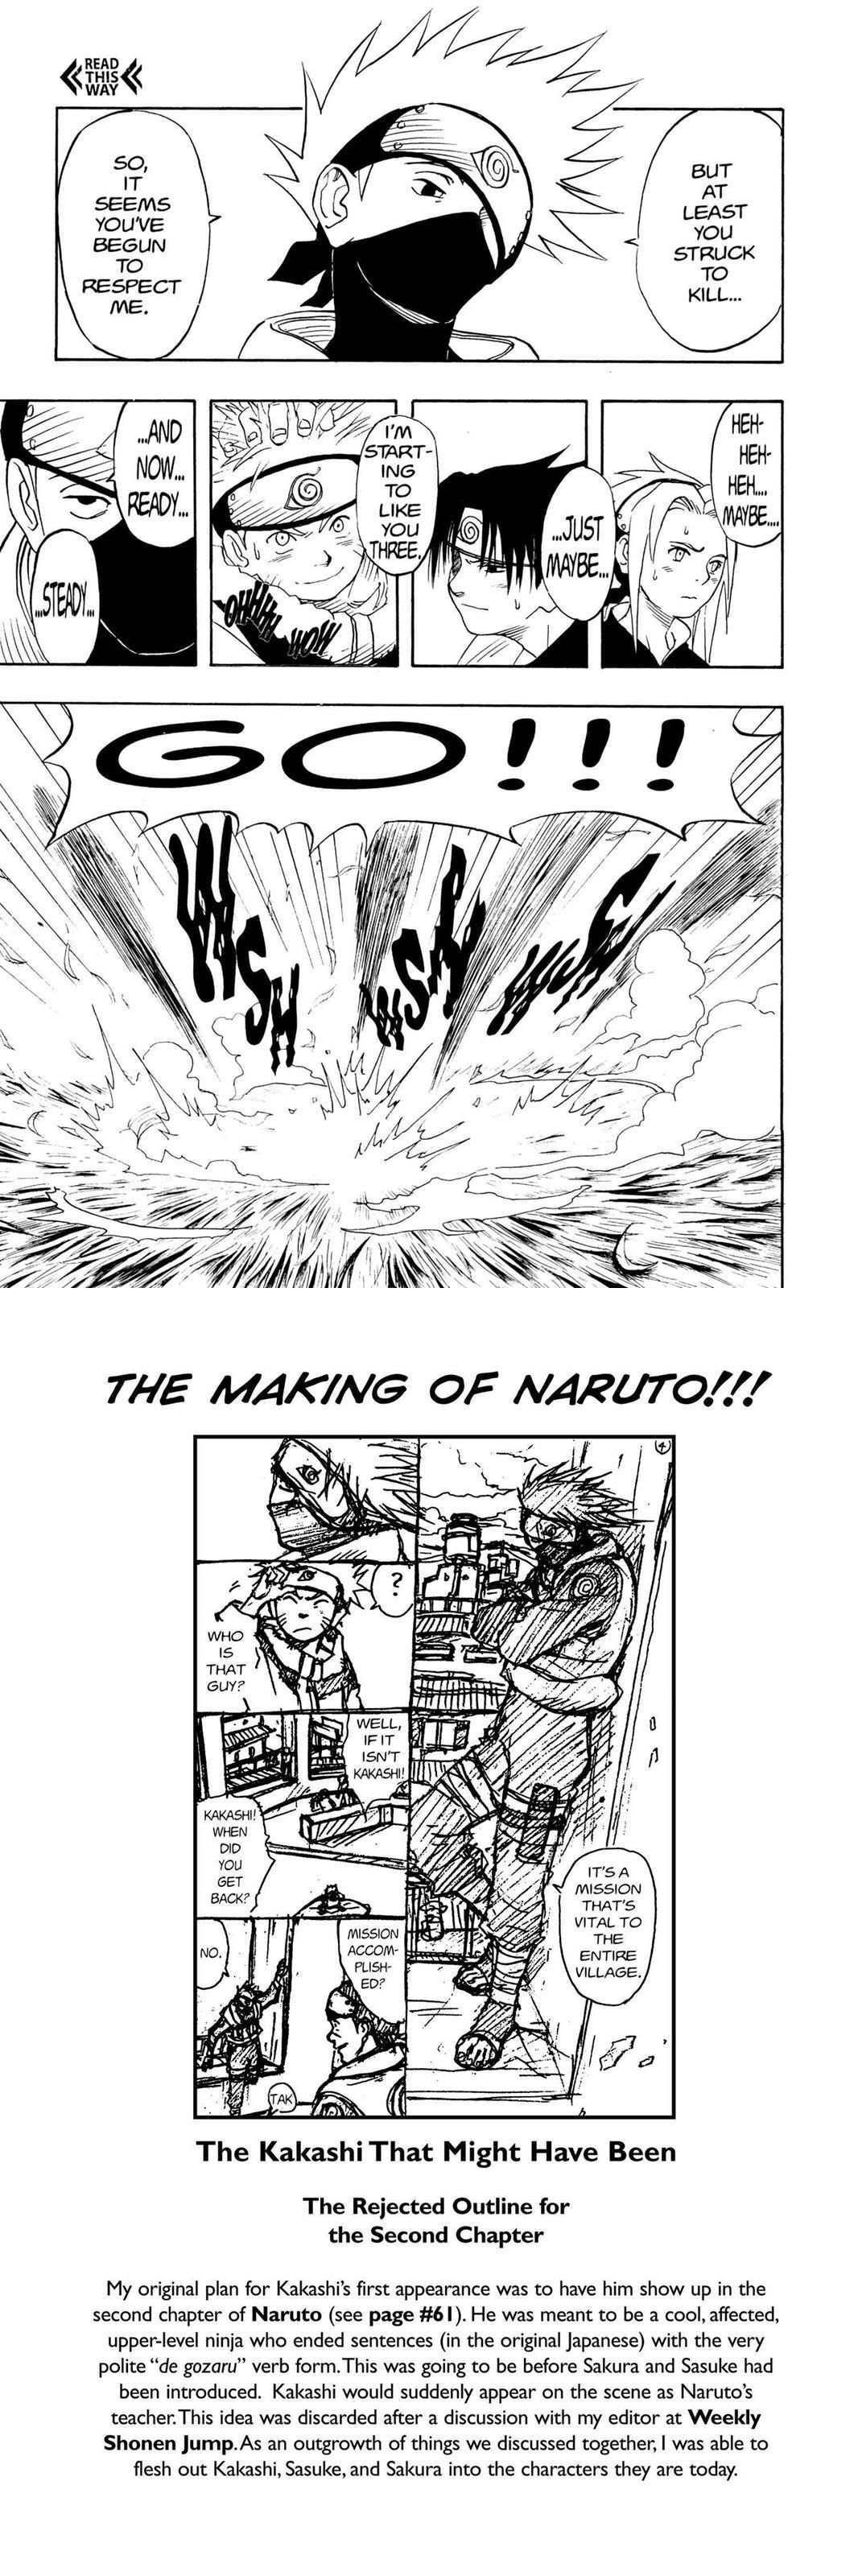 READ
THIS
WAY
BUT
AT
LEAST
YOU
STRUCK
TO
KILL...
SO,
IT
SEEMS
YOU'VE
BEGUN
TO
RESPECT
ME.
HEH-
HEH-
HEH....
MAYBE....
...JUST
MAYBE...
I'M
START-
ING
TO
LIKE
YOU
THREE.
OHHHH
WOW
...AND
NOW...
READY...
...STEADY...
GO!!!
WSH
WSH
WSH
THE MAKING OF NARUTO!!!
4
IT'S A
MISSION
THAT'S
VITAL TO
THE
ENTIRE
VILLAGE.
?
WHO
IS
THAT
GUY?
WELL,
IF IT
ISN'T
KAKASHI!
KAKASHI!
WHEN
DID
YOU
GET
BACK?
MISSION
ACCOM-
PLISH-
ED?
NO.
TAK
The Kakashi That Might Have Been
The Rejected Outline for
the Second Chapter
My original plan for Kakashi's first appearance was to have him show up in the
second chapter of Naruto (see page #61). He was meant to be a cool, affected,
upper-level ninja who ended sentences (in the original Japanese) with the very
polite "de gozaru" verb form. This was going to be before Sakura and Sasuke had
been introduced. Kakashi would suddenly appear on the scene as Naruto's
teacher. This idea was discarded after a discussion with my editor at Weekly
Shonen Jump. As an outgrowth of things we discussed together, I was able to
flesh out Kakashi, Sasuke, and Sakura into the characters they are today.